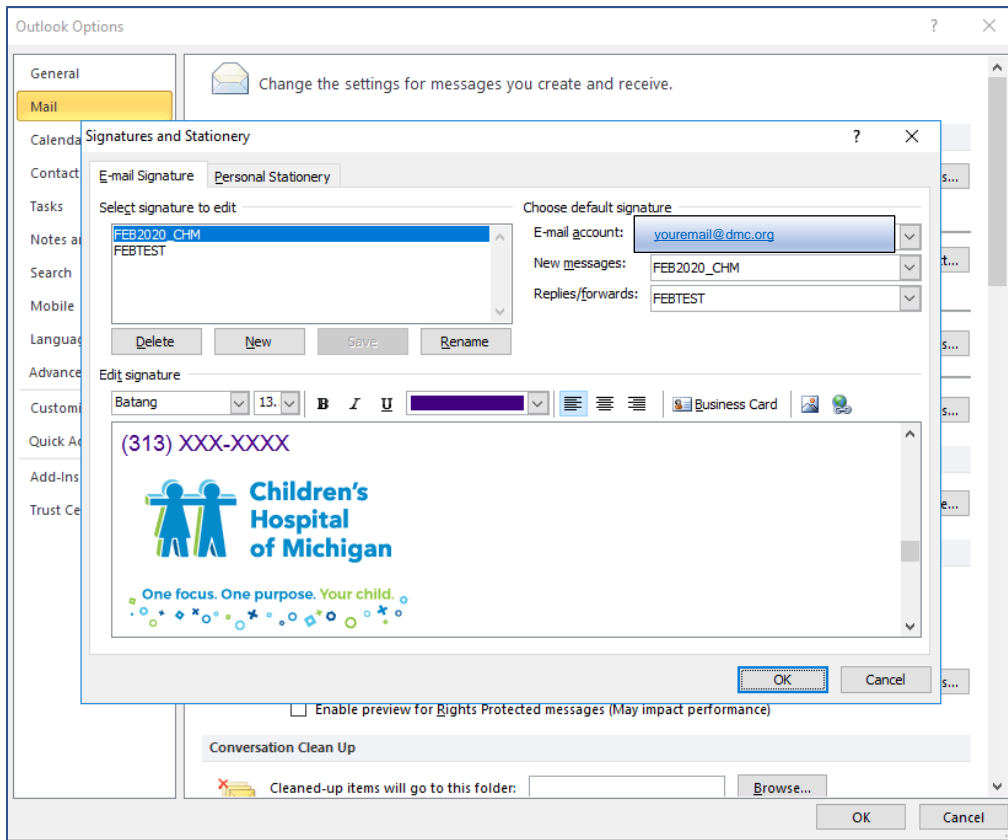 Outlook Options
?
General
Mail
Calenda
Contact
Tasks
Notes a
Search
Mobile
Languag
Advance
Customi
Quick Ac
Add-Ins
Trust Ce
Change the settings for messages you create and receive.
Signatures and Stationery
?
E-mail Signature
Personal Stationery
Select signature to edit
FEB2020_CHM
FEBTEST
Delete
New
Save
Rename
Choose default signature
E-mail account:
youremail@dmc.org
New messages:
FEB2020_CHM
Replies/forwards:
FEBTEST
Edit signature
Batang
13.
B
I
U
Business Card
(313) XXX-XXXX
Children's
Hospital
of Michigan
One focus. One purpose. Your child.
OK
Cancel
s...
t...
s...
s...
e...
s...
Enable preview for Rights Protected messages (May impact performance)
Conversation Clean Up
Cleaned-up items will go to this folder:
Browse...
OK
Cancel